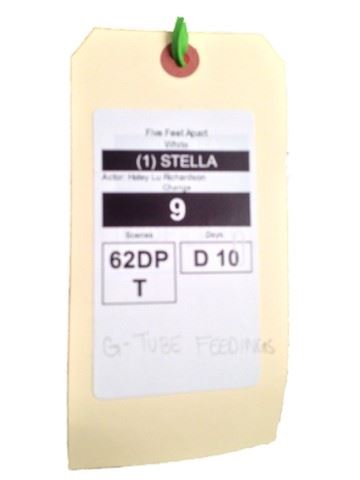 Five Feet Apart
White
(1) STELLA
Actor: Haley Lu Richardson
Change
9
Scenes
Days
62DP
T
D 10
G-TUBE FEEDINGS